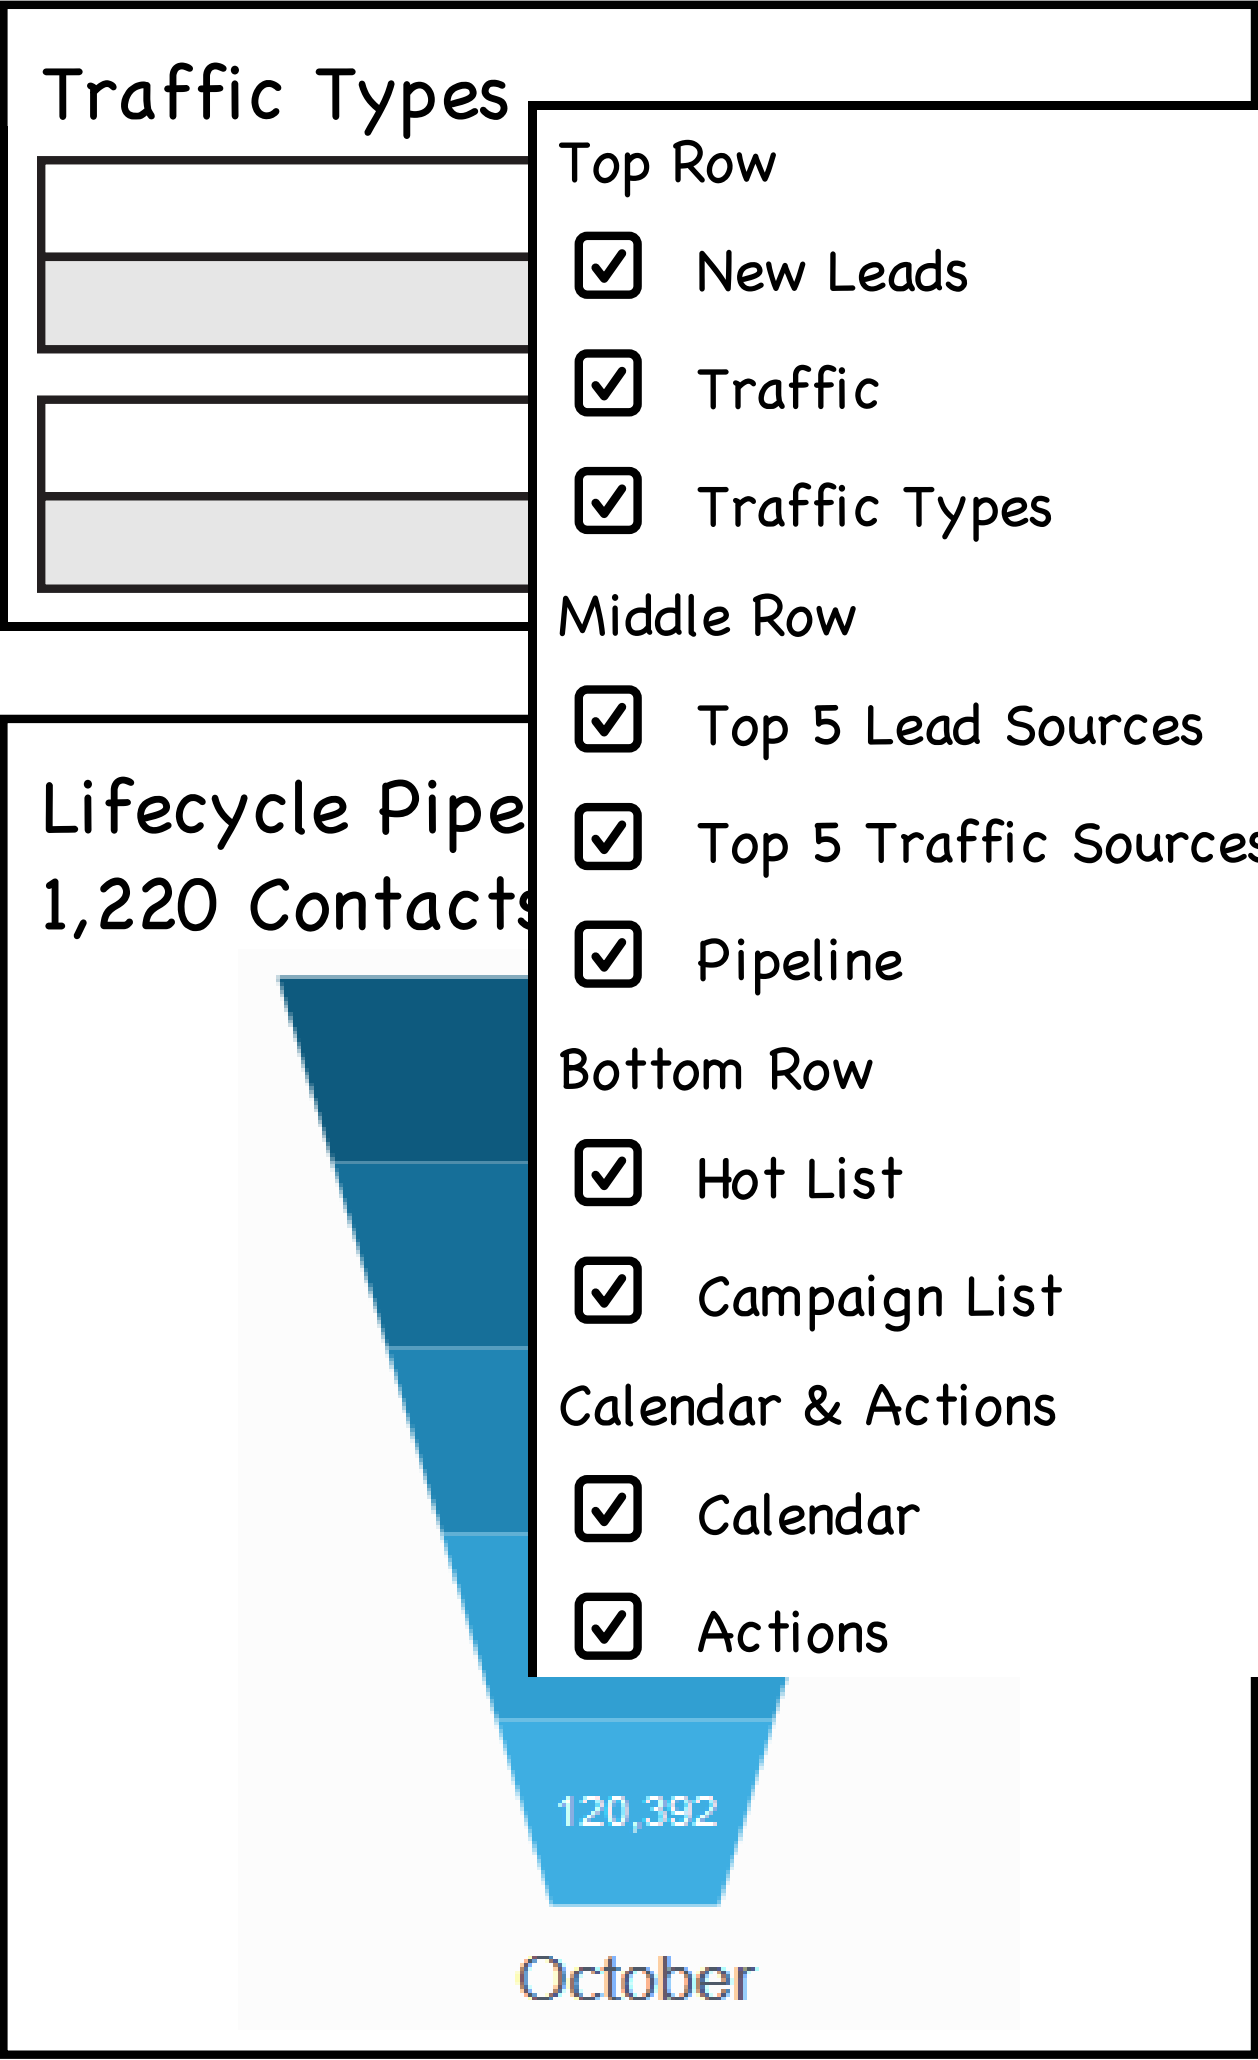 Traffic Types
Top Row
New Leads
Traffic
Traffic Types
Middle Row
Top 5 Lead Sources
Top 5 Traffic Sources
Pipeline
Bottom Row
Hot List
Campaign List
Calendar & Actions
Calendar
Actions
Lifecycle Pipe
1,220 Contacts
120,392
October